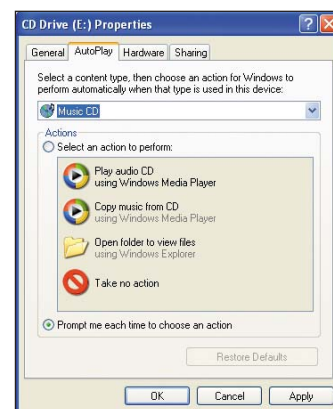 CD Drive (E:) Properties
General AutoPlay Hardware Sharing
Select a content type, then choose an action for Windows to
perform automatically when that type is used in this device:
Music CD
Actions
Select an action to perform:
Play audio CD
using Windows Media Player
Copy music from CD
using Windows Media Player
Open folder to view files
using Windows Explorer
Take no action
Prompt me each time to choose an action
Restore Defaults
OK Cancel Apply